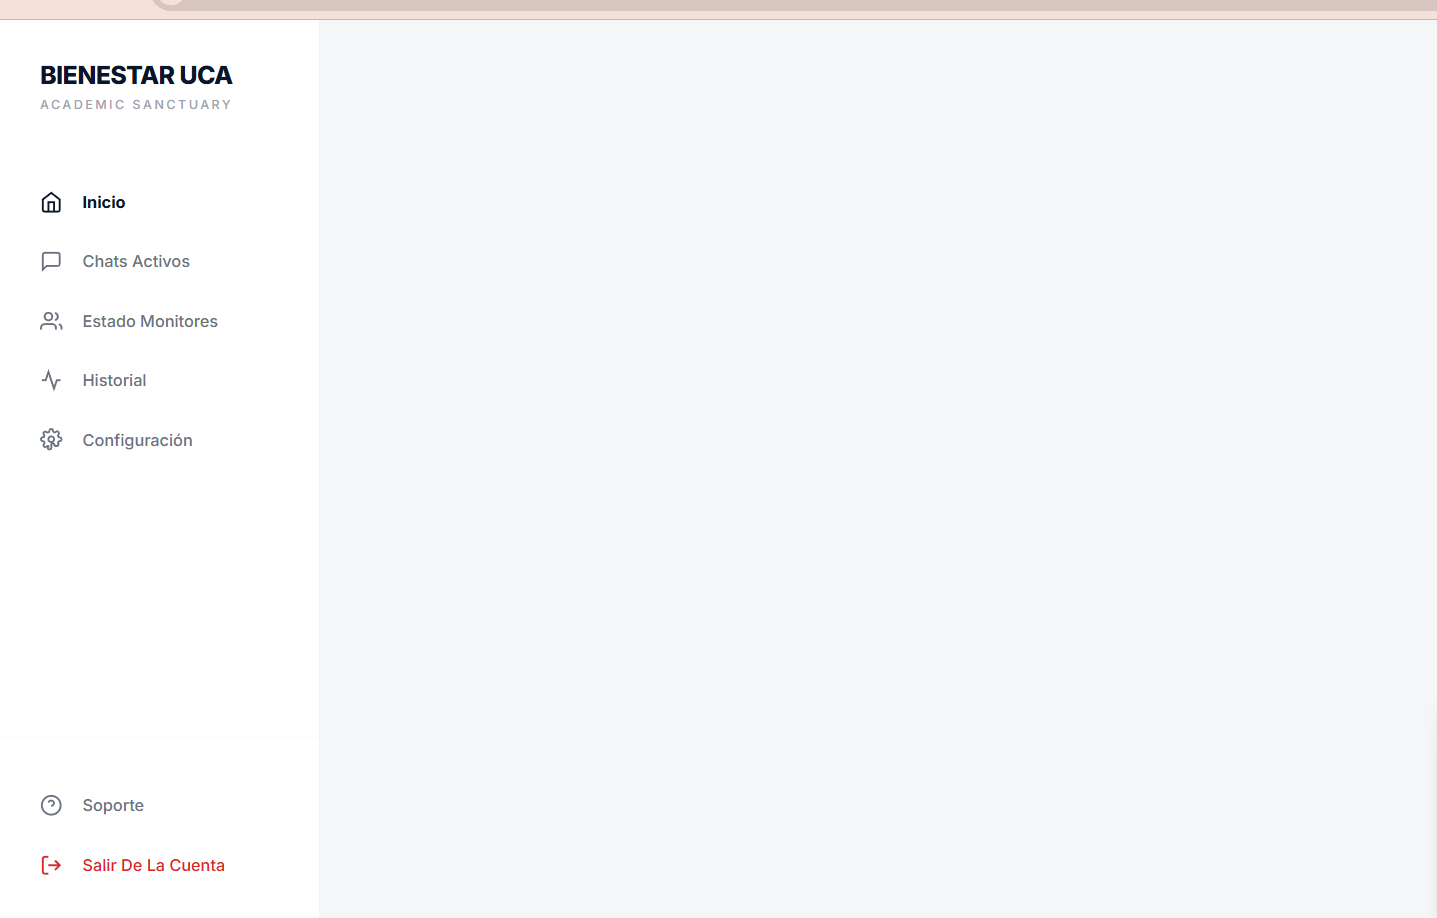 BIENESTAR UCA
ACADEMIC SANCTUARY
Inicio
Chats Activos
Estado Monitores
Historial
Configuración
Soporte
Salir De La Cuenta